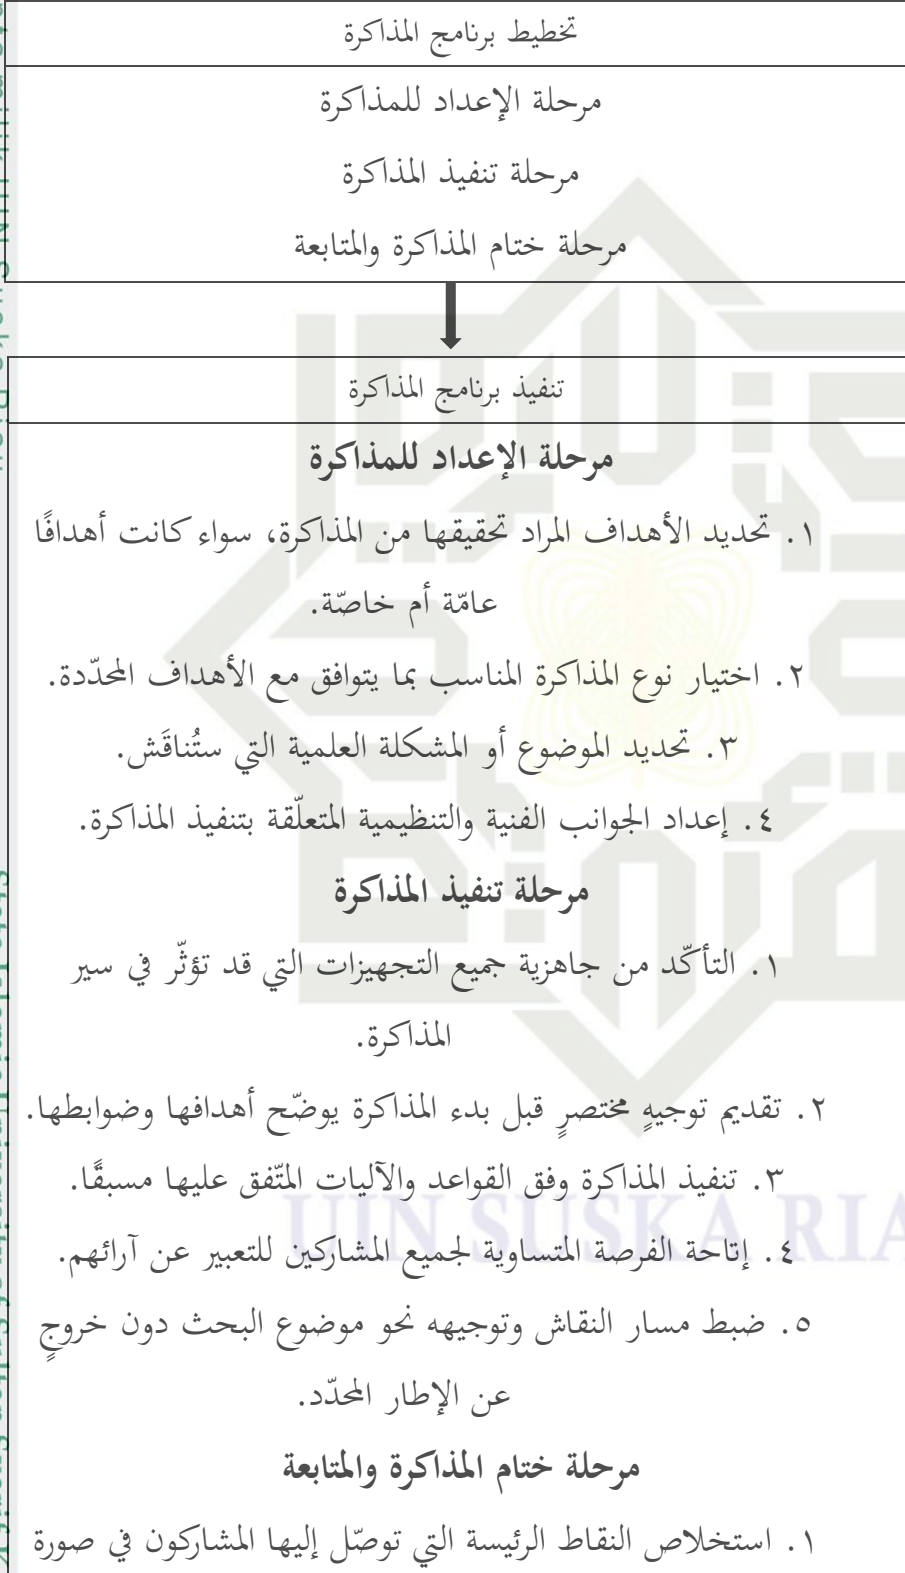 تخطيط برنامج المذاكرة
مرحلة الإعداد للمذاكرة
مرحلة تنفيذ المذاكرة
مرحلة ختام المذاكرة والمتابعة
تنفيذ برنامج المذاكرة
مرحلة الإعداد للمذاكرة
١. تحديد الأهداف المراد تحقيقها من المذاكرة، سواء كانت أهدافًا
عامّة أم خاصّة.
٢. اختيار نوع المذاكرة المناسب بما يتوافق مع الأهداف المحدّدة.
٣. تحديد الموضوع أو المشكلة العلمية التي ستُناقَش.
٤. إعداد الجوانب الفنية والتنظيمية المتعلّقة بتنفيذ المذاكرة.
مرحلة تنفيذ المذاكرة
١. التأكّد من جاهزية جميع التجهيزات التي قد تؤثّر في سير
المذاكرة.
٢. تقديم توجيهٍ مختصرٍ قبل بدء المذاكرة يوضّح أهدافها وضوابطها.
٣. تنفيذ المذاكرة وفق القواعد والآليات المتّفق عليها مسبقًا.
٤. إتاحة الفرصة المتساوية لجميع المشاركين للتعبير عن آرائهم.
٥. ضبط مسار النقاش وتوجيهه نحو موضوع البحث دون خروجٍ
عن الإطار المحدّد.
مرحلة ختام المذاكرة والمتابعة
١. استخلاص النقاط الرئيسة التي توصّل إليها المشاركون في صورة
UIN SUSKA RIA